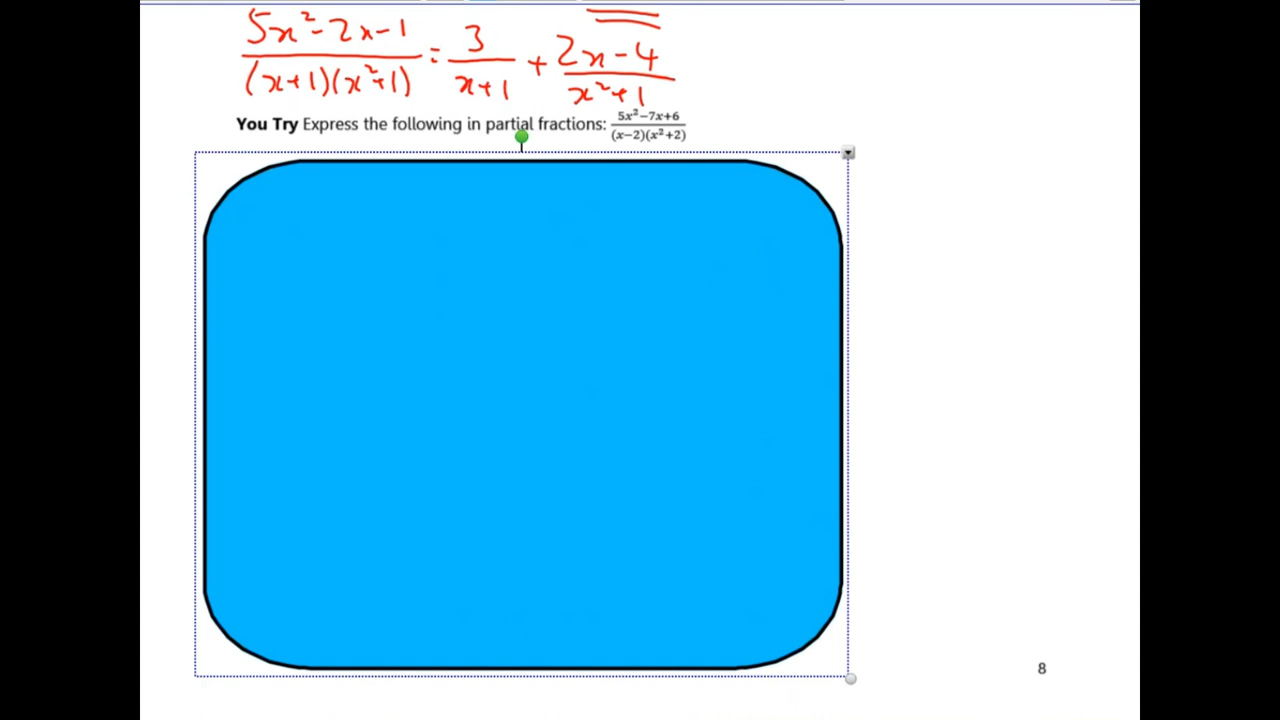 5x²-2x-1/(x+1)(x²+1) = 3/x+1 + 2x-4/x²+1
You Try Express the following in partial fractions: 5x²−7x+6/(x−2)(x²+2)
8